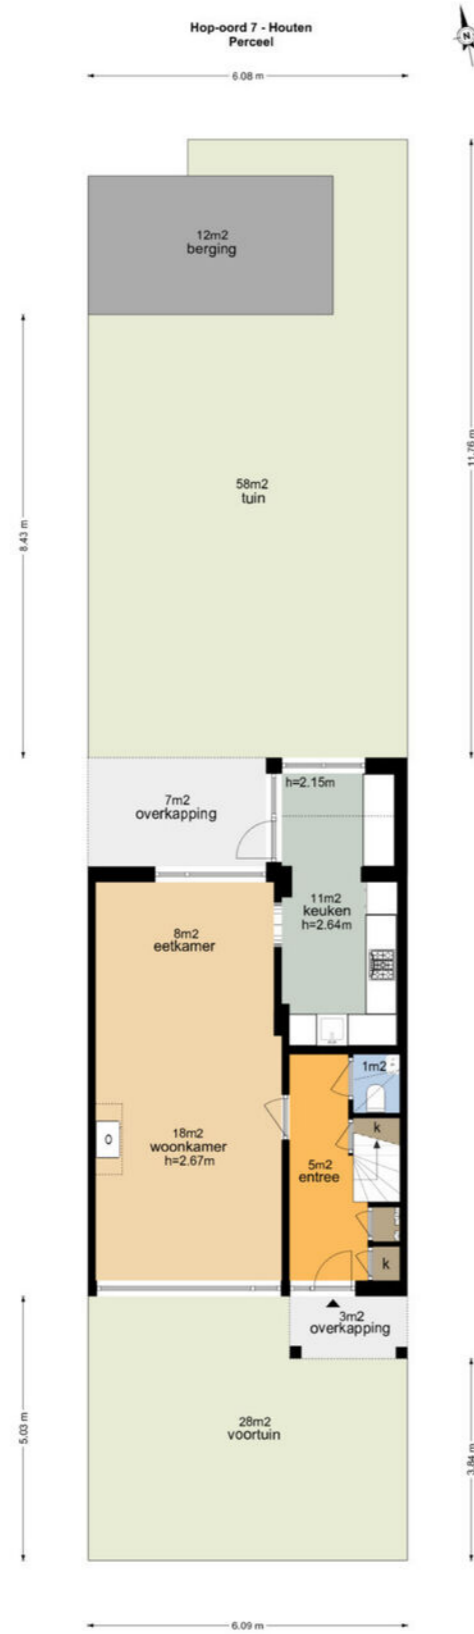 Hop-oord 7 - Houten
Perceel
N
6.08 m
12m2
berging
11.76 m
8.43 m
58m2
tuin
h=2.15m
7m2
overkapping
11m2
keuken
h=2.64m
8m2
eetkamer
1m2
k
18m2
woonkamer
h=2.67m
5m2
entree
k
3m2
overkapping
5.03 m
3.84 m
28m2
voortuin
6.09 m